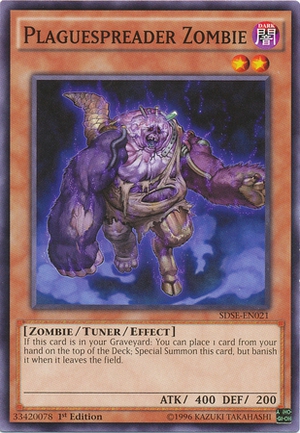 PLAGUESPREADER ZOMBIE
DARK
闇
SDSE-EN021
[ZOMBIE / TUNER / EFFECT]
If this card is in your Graveyard: You can place 1 card from
your hand on the top of the Deck; Special Summon this card, but banish
it when it leaves the field.
ATK/ 400 DEF/ 200
33420078 1st Edition ©1996 KAZUKI TAKAHASHI